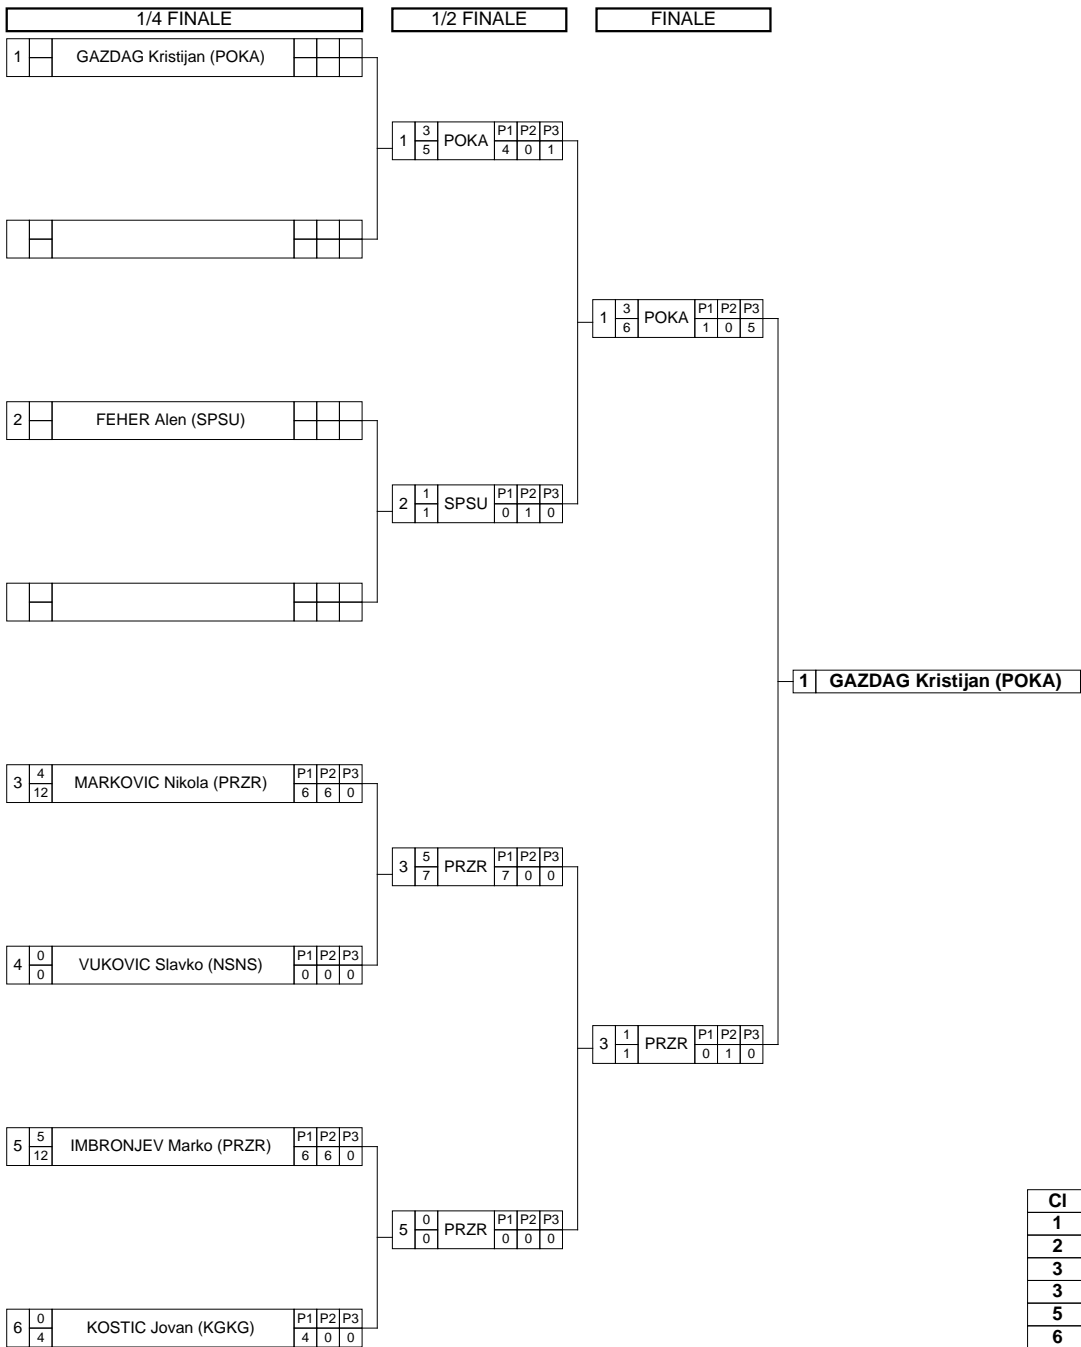 1/4 FINALE 1/2 FINALE FINALE
1 GAZDAG Kristijan (POKA)
1 3 5 POKA P1 P2 P3 4 0 1
1 3 6 POKA P1 P2 P3 1 0 5
2 FEHER Alen (SPSU)
2 1 1 SPSU P1 P2 P3 0 1 0
1 GAZDAG Kristijan (POKA)
3 4 12 MARKOVIC Nikola (PRZR) P1 P2 P3 6 6 0
3 5 7 PRZR P1 P2 P3 7 0 0
4 0 0 VUKOVIC Slavko (NSNS) P1 P2 P3 0 0 0
3 1 1 PRZR P1 P2 P3 0 1 0
5 5 12 IMBRONJEV Marko (PRZR) P1 P2 P3 6 6 0
5 0 0 PRZR P1 P2 P3 0 0 0
6 0 4 KOSTIC Jovan (KGKG) P1 P2 P3 4 0 0
Cl
1
2
3
3
5
6